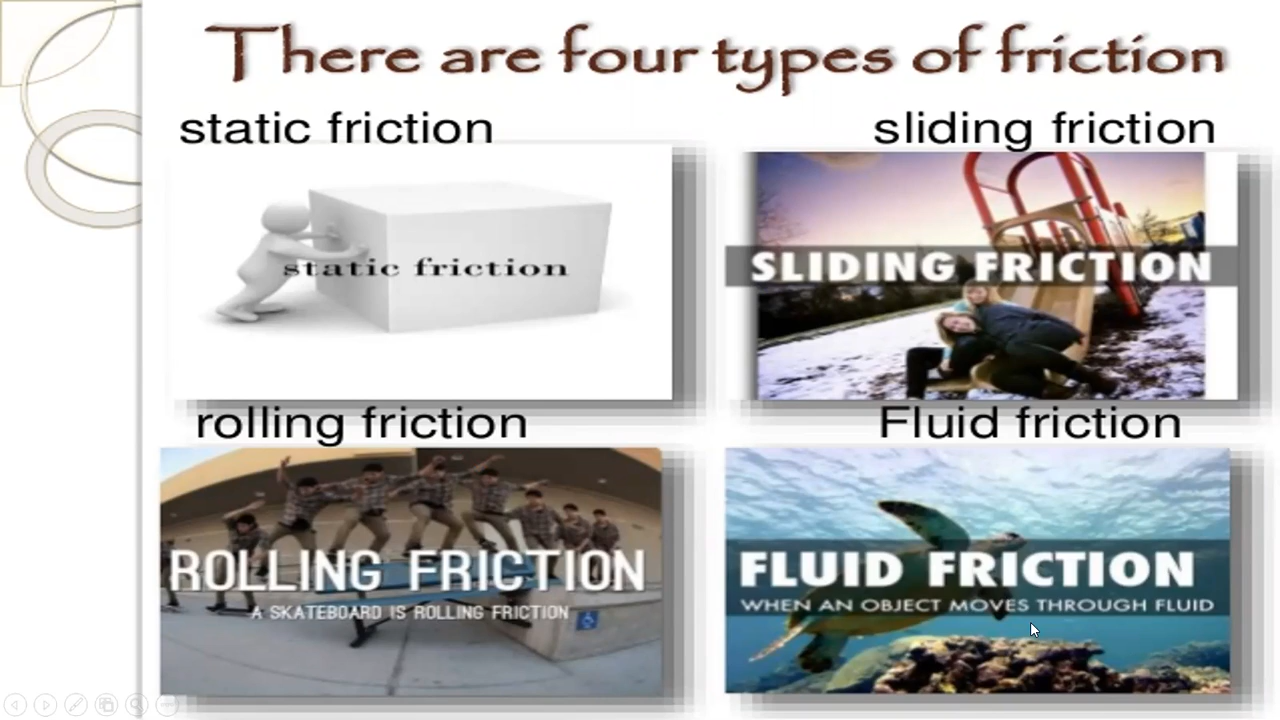 There are four types of friction
static friction
sliding friction
static friction
SLIDING FRICTION
rolling friction
Fluid friction
ROLLING FRICTION
A SKATEBOARD IS ROLLING FRICTION
FLUID FRICTION
WHEN AN OBJECT MOVES THROUGH FLUID